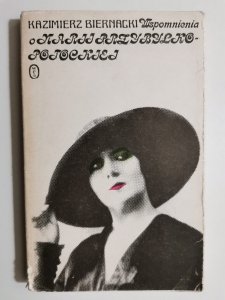 KAZIMIERZ BIERNACKI Wspomnienia
o MARII PRZYBYŁKO-
POTOCKIEJ